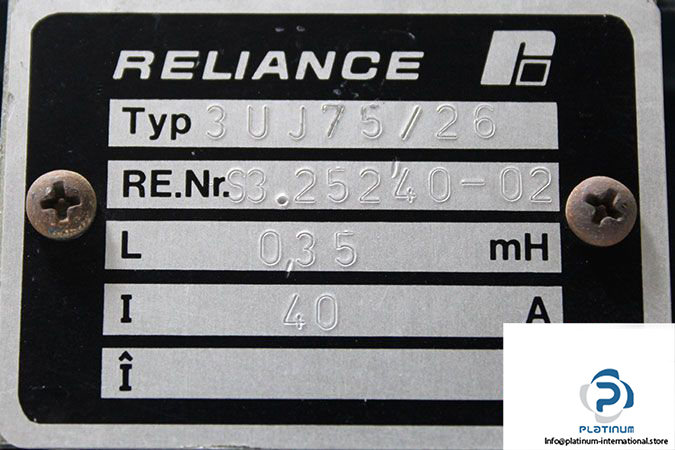 RELIANCE
Typ 3UJ75/26
RE.Nr. S3.25240-02
L 0,35 mH
I 40 A
Î
PLATINUM
Info@platinum-international.store